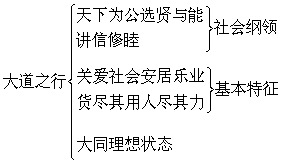 天下为公选贤与能
讲信修睦
社会纲领
大道之行
关爱社会安居乐业
货尽其用人尽其力
基本特征
大同理想状态